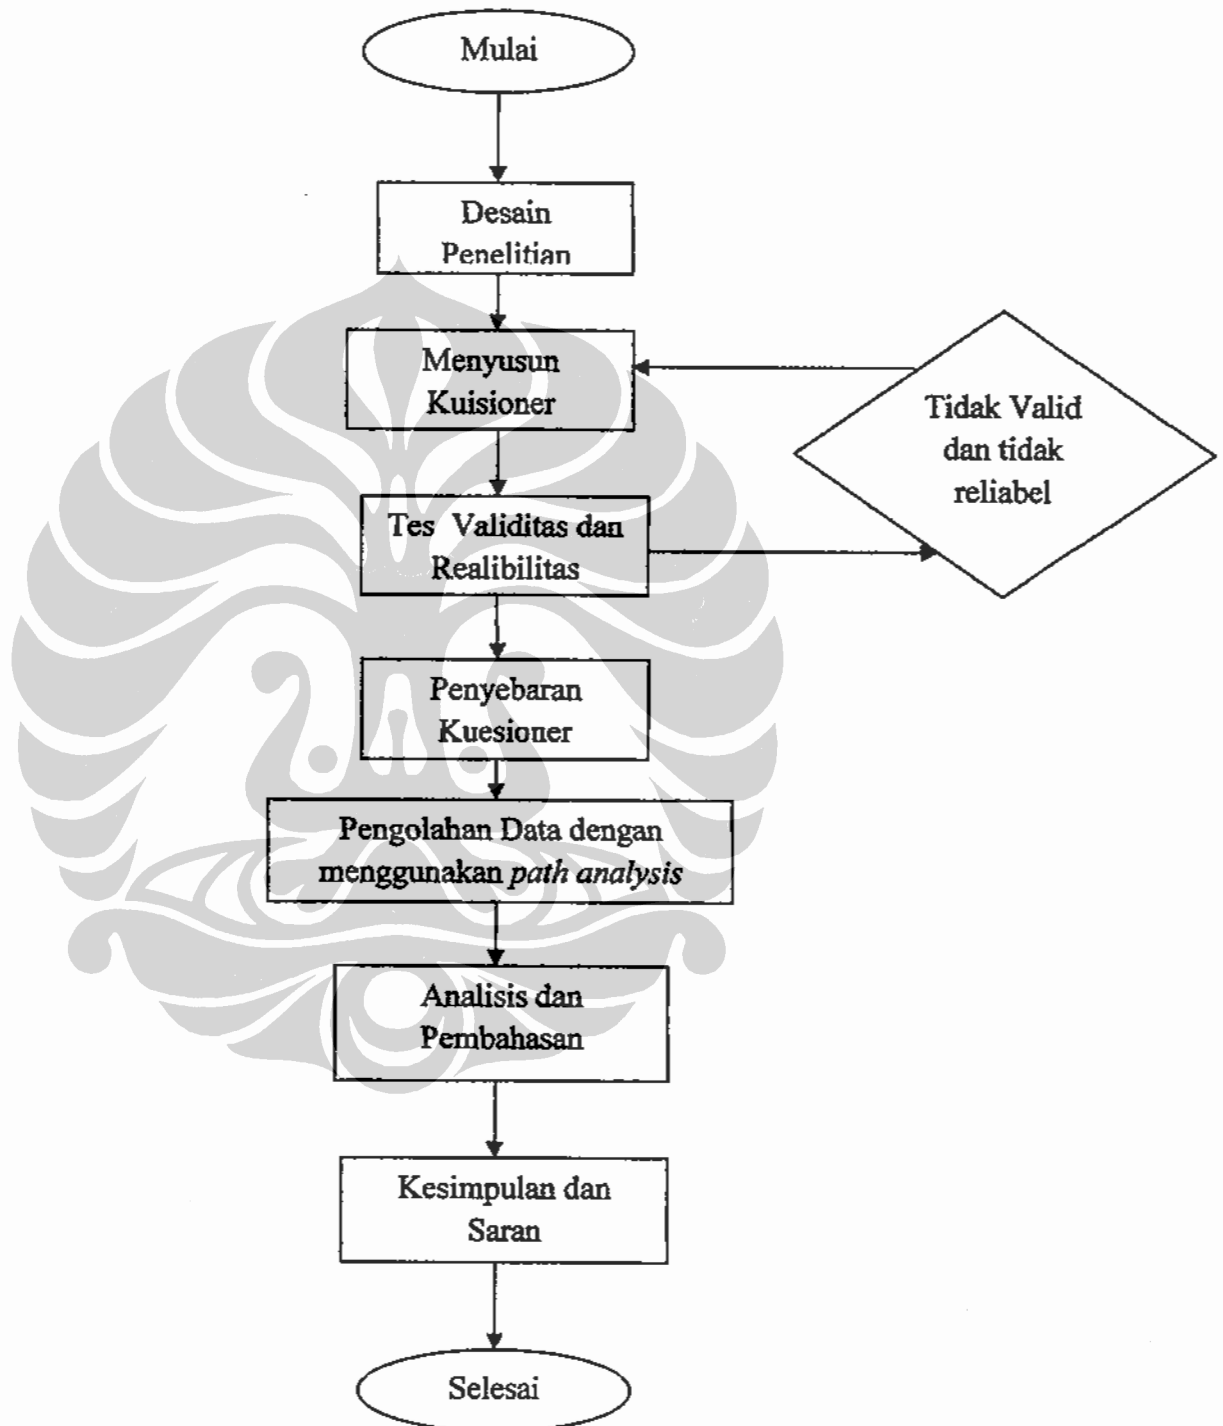 Mulai
Desain
Penelitian
Menyusun
Kuisioner
Tidak Valid
dan tidak
reliabel
Tes Validitas dan
Realibilitas
Penyebaran
Kuesioner
Pengolahan Data dengan
menggunakan path analysis
Analisis dan
Pembahasan
Kesimpulan dan
Saran
Selesai